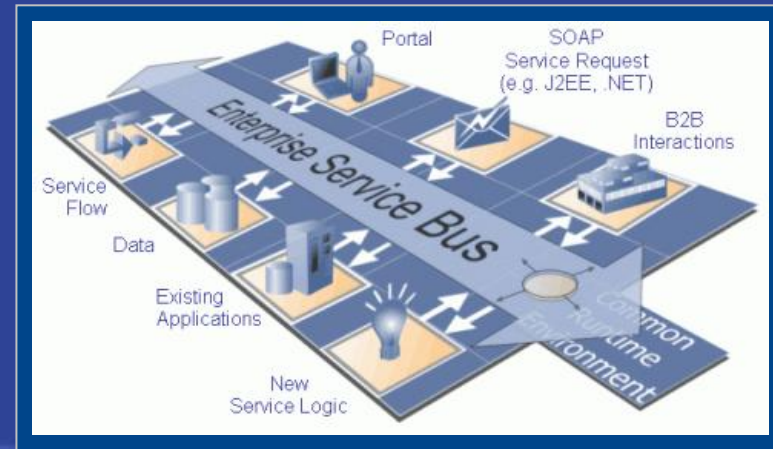 Portal
SOAP
Service Request
(e.g. J2EE, .NET)
B2B
Interactions
Enterprise Service Bus
Service
Flow
Data
Existing
Applications
New
Service Logic
Common
Runtime
Environment